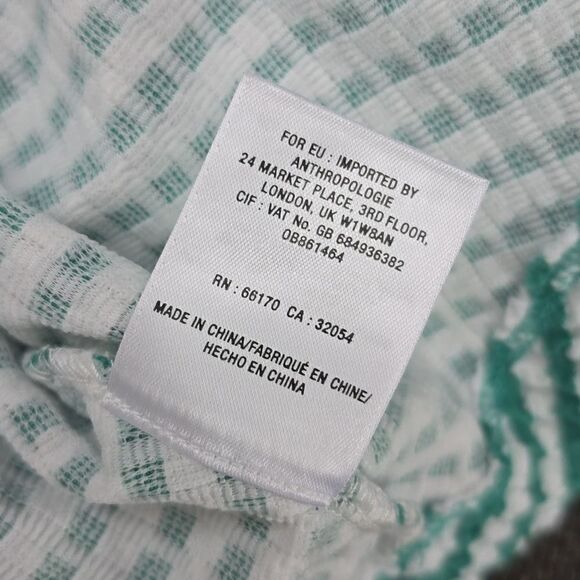 FOR EU : IMPORTED BY
ANTHROPOLOGIE
24 MARKET PLACE, 3RD FLOOR,
LONDON, UK W1W8AN
CIF : VAT No. GB 684936382
0B861464
RN : 66170 CA : 32054
MADE IN CHINA/FABRIQUÉ EN CHINE/
HECHO EN CHINA